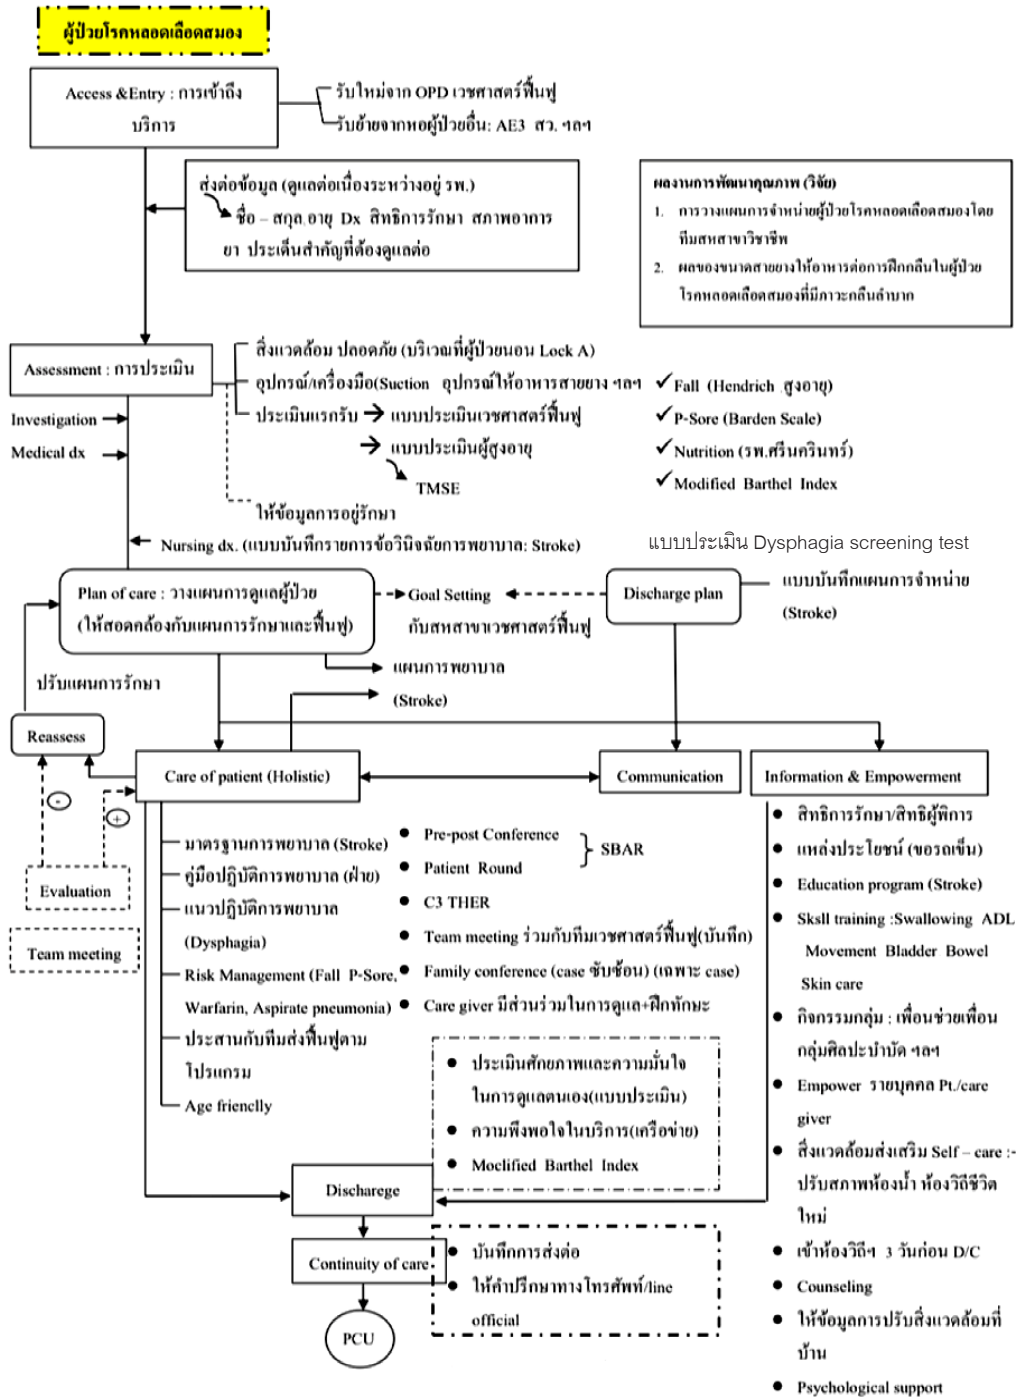 ผู้ป่วยโรคหลอดเลือดสมอง
Access &Entry : การเข้าถึง
บริการ
รับใหม่จาก OPD เวชศาสตร์ฟื้นฟู
รับย้ายจากหอผู้ป่วยอื่น: AE3 สว. ฯลฯ
ส่งต่อข้อมูล (ดูแลต่อเนื่องระหว่างอยู่ รพ.)
ชื่อ – สกุล อายุ Dx สิทธิการรักษา สภาพอาการ
ยา ประเด็นสำคัญที่ต้องดูแลต่อ
ผลงานการพัฒนาคุณภาพ (วิจัย)
1. การวางแผนการจำหน่ายผู้ป่วยโรคหลอดเลือดสมองโดย
ทีมสหสาขาวิชาชีพ
2. ผลของขนาดสายยางให้อาหารต่อการฝึกกลืนในผู้ป่วย
โรคหลอดเลือดสมองที่มีภาวะกลืนลำบาก
Assessment : การประเมิน
สิ่งแวดล้อม ปลอดภัย (บริเวณที่ผู้ป่วยนอน Lock A)
อุปกรณ์/เครื่องมือ(Suction อุปกรณ์ให้อาหารสายยาง ฯลฯ
ประเมินแรกรับ → แบบประเมินเวชศาสตร์ฟื้นฟู
→ แบบประเมินผู้สูงอายุ
TMSE
✓ Fall (Hendrich สูงอายุ)
✓ P-Sore (Barden Scale)
✓ Nutrition (รพ.ศรีนครินทร์)
✓ Modified Barthel Index
Investigation
Medical dx
ให้ข้อมูลการอยู่รักษา
Nursing dx. (แบบบันทึกรายการข้อวินิจฉัยการพยาบาล: Stroke)
แบบประเมิน Dysphagia screening test
Plan of care : วางแผนการดูแลผู้ป่วย
(ให้สอดคล้องกับแผนการรักษาและฟื้นฟู)
Goal Setting
กับสหสาขาเวชศาสตร์ฟื้นฟู
Discharge plan
แบบบันทึกแผนการจำหน่าย
(Stroke)
แผนการพยาบาล
(Stroke)
ปรับแผนการรักษา
Reassess
Care of patient (Holistic)
Communication
Information & Empowerment
-
+
Evaluation
Team meeting
มาตรฐานการพยาบาล (Stroke)
คู่มือปฏิบัติการพยาบาล (ฝ่าย)
แนวปฏิบัติการพยาบาล
(Dysphagia)
Risk Management (Fall P-Sore,
Warfarin, Aspirate pneumonia)
ประสานกับทีมส่งฟื้นฟูตาม
โปรแกรม
Age frienclly
● Pre-post Conference
● Patient Round
SBAR
● C3 THER
● Team meeting ร่วมกับทีมเวชศาสตร์ฟื้นฟู(บันทึก)
● Family conference (case ซับซ้อน) (เฉพาะ case)
● Care giver มีส่วนร่วมในการดูแล+ฝึกทักษะ
● สิทธิการรักษา/สิทธิผู้พิการ
● แหล่งประโยชน์ (ขอรถเข็น)
● Education program (Stroke)
● Sksll training :Swallowing ADL
Movement Bladder Bowel
Skin care
● กิจกรรมกลุ่ม : เพื่อนช่วยเพื่อน
กลุ่มศิลปะบำบัด ฯลฯ
● Empower รายบุคคล Pt./care
giver
● สิ่งแวดล้อมส่งเสริม Self – care :-
ปรับสภาพห้องน้ำ ห้องวิถีชีวิต
ใหม่
● เข้าห้องวิถีฯ 3 วันก่อน D/C
● Counseling
● ให้ข้อมูลการปรับสิ่งแวดล้อมที่
บ้าน
● Psychological support
● ประเมินศักยภาพและความมั่นใจ
ในการดูแลตนเอง(แบบประเมิน)
● ความพึงพอใจในบริการ(เครือข่าย)
● Moclified Barthel Index
Discharege
Continuity of care
● บันทึกการส่งต่อ
● ให้คำปรึกษาทางโทรศัพท์/line
official
PCU